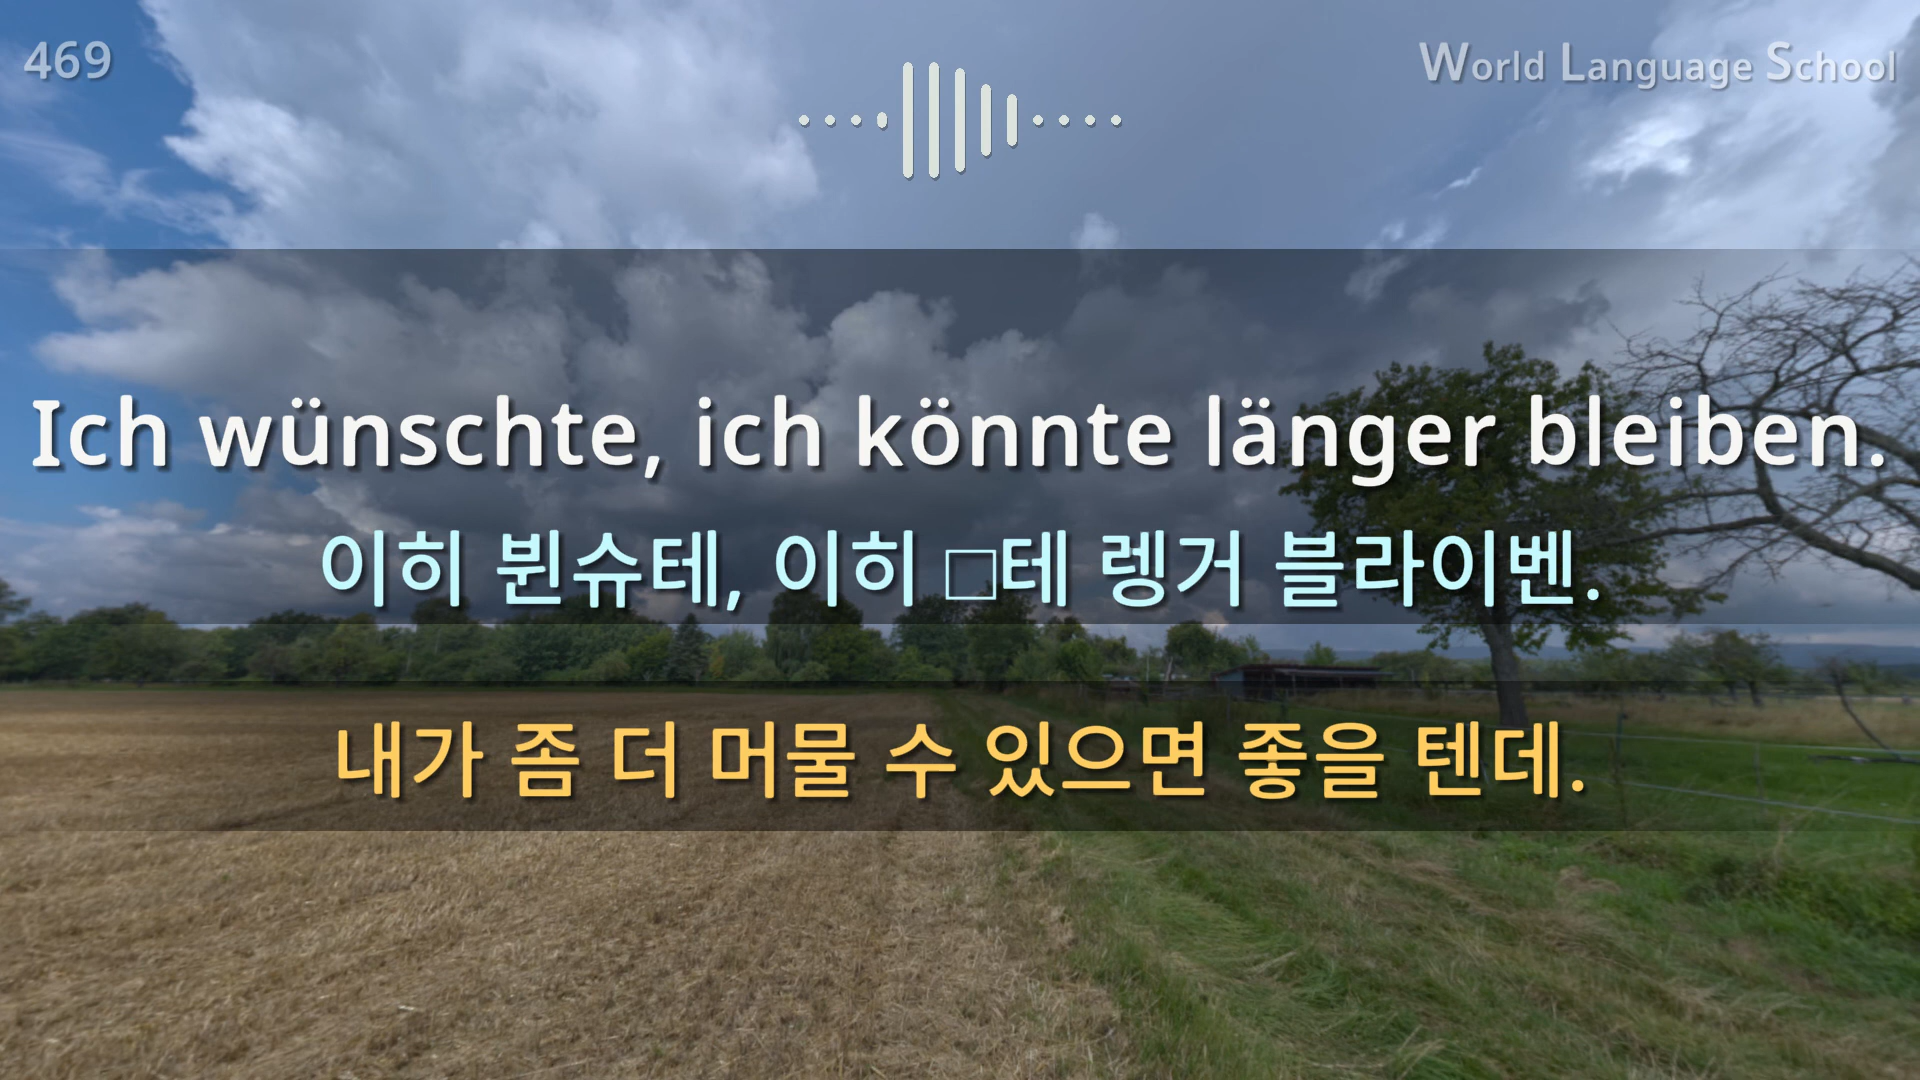 469
World Language School
Ich wünschte, ich könnte länger bleiben.
이히 뷘슈테, 이히 □테 렝거 블라이벤.
내가 좀 더 머물 수 있으면 좋을 텐데.